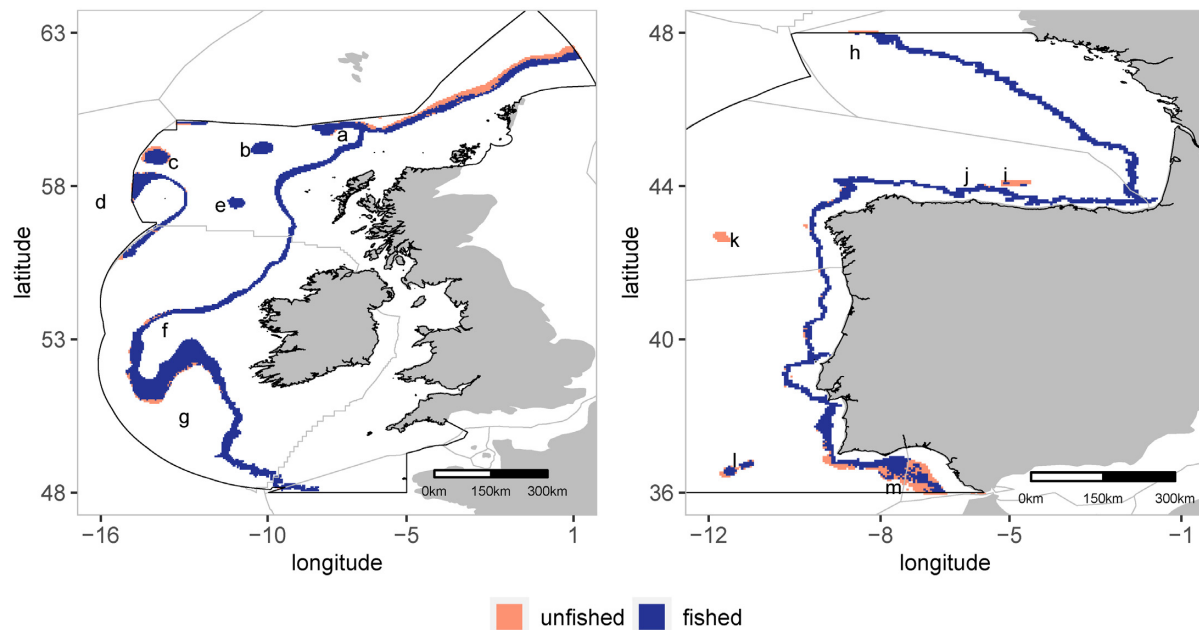 63
58
53
48
latitude
a
b
c
d
e
f
g
0km 150km 300km
−16 −10 −5 1
longitude
48
44
40
36
latitude
h
j i
k
l
m
0km 150km 300km
−12 −8 −5 −1
longitude
unfished fished